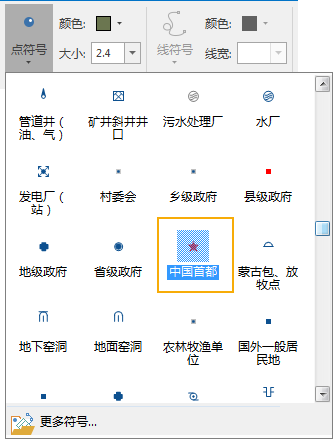 颜色: 颜色:
点符号 线符号
大小: 2.4 线宽:
管道井（油、气） 矿井斜井井口 污水处理厂 水厂
发电厂（站） 村委会 乡级政府 县级政府
地级政府 省级政府 中国首都 蒙古包、放牧点
地下窑洞 地面窑洞 农林牧渔单位 国外一般居民地
更多符号...